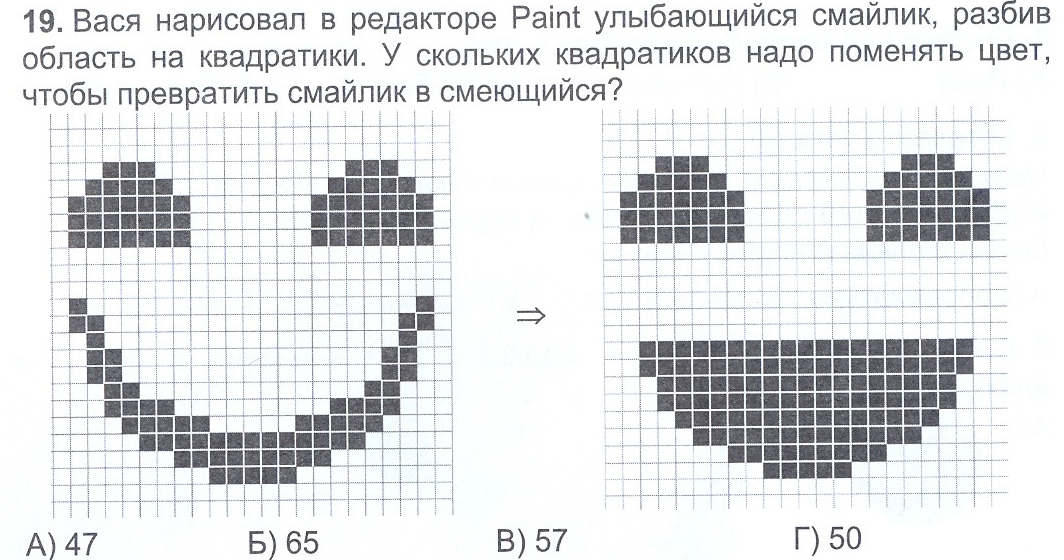 19. Вася нарисовал в редакторе Paint улыбающийся смайлик, разбив
область на квадратики. У скольких квадратиков надо поменять цвет,
чтобы превратить смайлик в смеющийся?
⇒
А) 47 Б) 65 В) 57 Г) 50